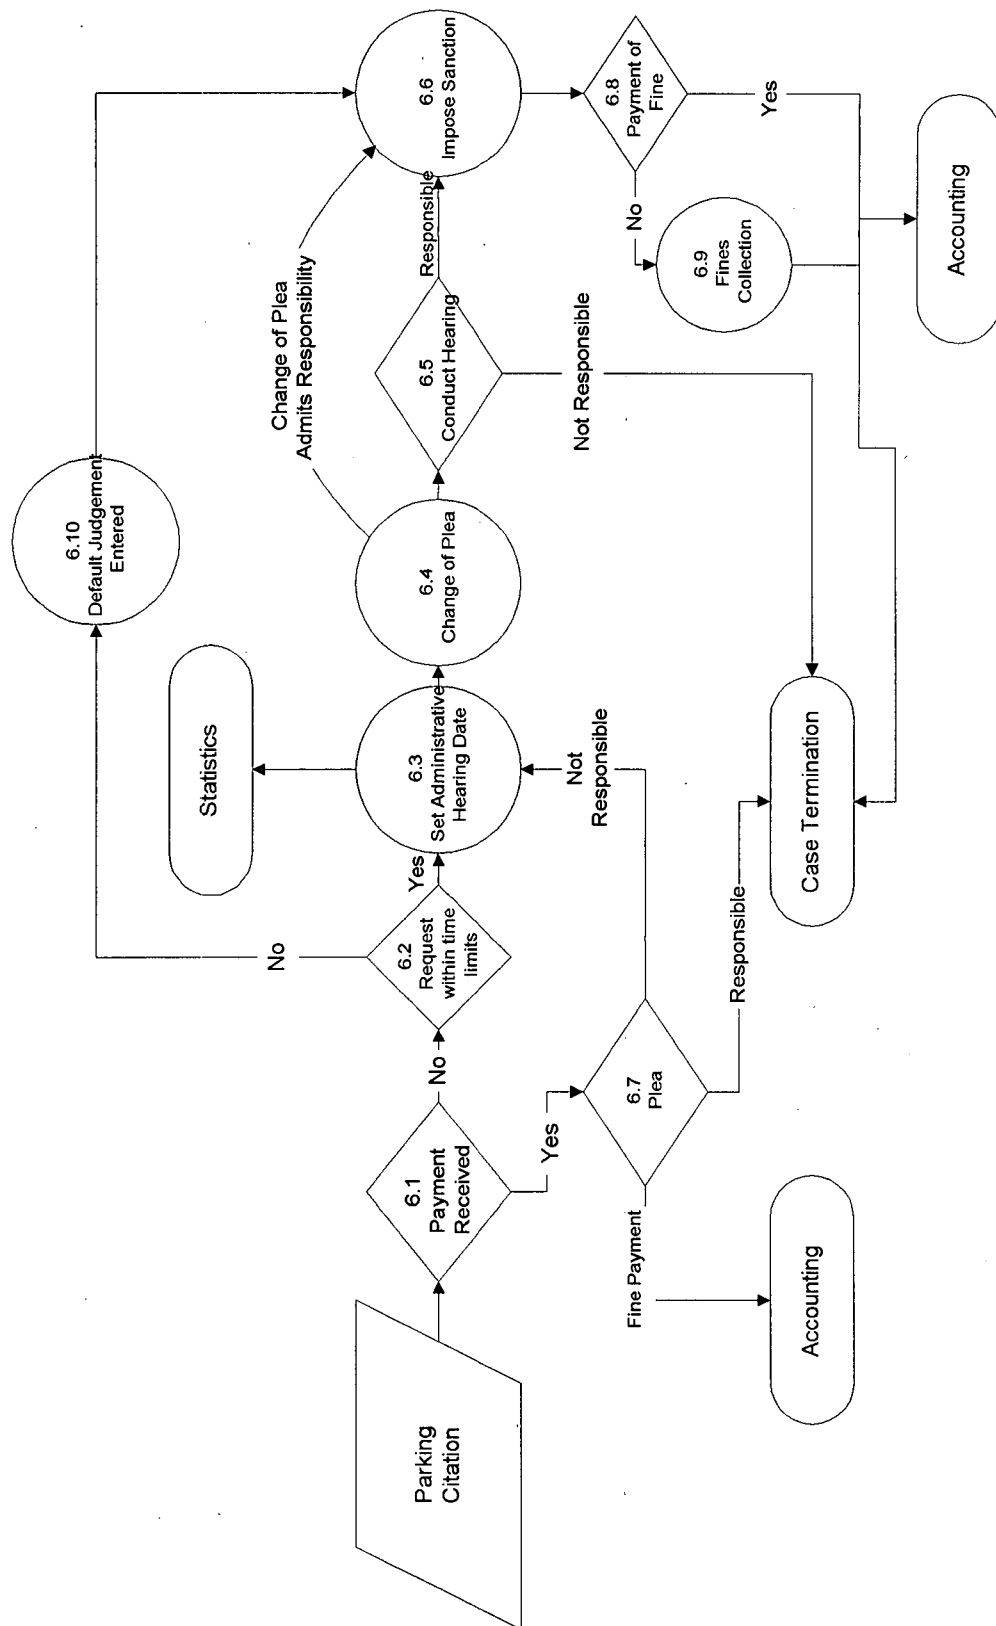 Parking
Citation
6.1
Payment
Received
No
Yes
6.2
Request
within time
limits
No
Yes
6.3
Set Administrative
Hearing Date
Statistics
6.10
Default Judgement
Entered
6.4
Change of Plea
Change of Plea
Admits Responsibility
6.5
Conduct Hearing
Responsible
Not Responsible
6.6
Impose Sanction
6.7
Plea
Not
Responsible
Responsible
Fine Payment
Accounting
Case Termination
6.8
Payment of
Fine
No
Yes
6.9
Fines
Collection
Accounting